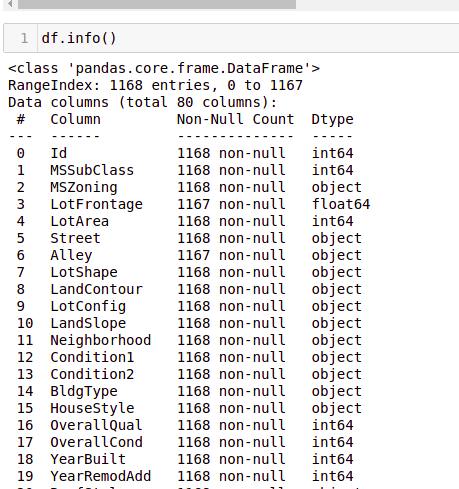 1 df.info()
<class 'pandas.core.frame.DataFrame'>
RangeIndex: 1168 entries, 0 to 1167
Data columns (total 80 columns):
#   Column         Non-Null Count  Dtype
---  ------         --------------  -----
0   Id             1168 non-null   int64
1   MSSubClass     1168 non-null   int64
2   MSZoning       1168 non-null   object
3   LotFrontage    1167 non-null   float64
4   LotArea        1168 non-null   int64
5   Street         1168 non-null   object
6   Alley          1167 non-null   object
7   LotShape       1168 non-null   object
8   LandContour    1168 non-null   object
9   LotConfig      1168 non-null   object
10  LandSlope      1168 non-null   object
11  Neighborhood   1168 non-null   object
12  Condition1     1168 non-null   object
13  Condition2     1168 non-null   object
14  BldgType       1168 non-null   object
15  HouseStyle     1168 non-null   object
16  OverallQual    1168 non-null   int64
17  OverallCond    1168 non-null   int64
18  YearBuilt      1168 non-null   int64
19  YearRemodAdd   1168 non-null   int64